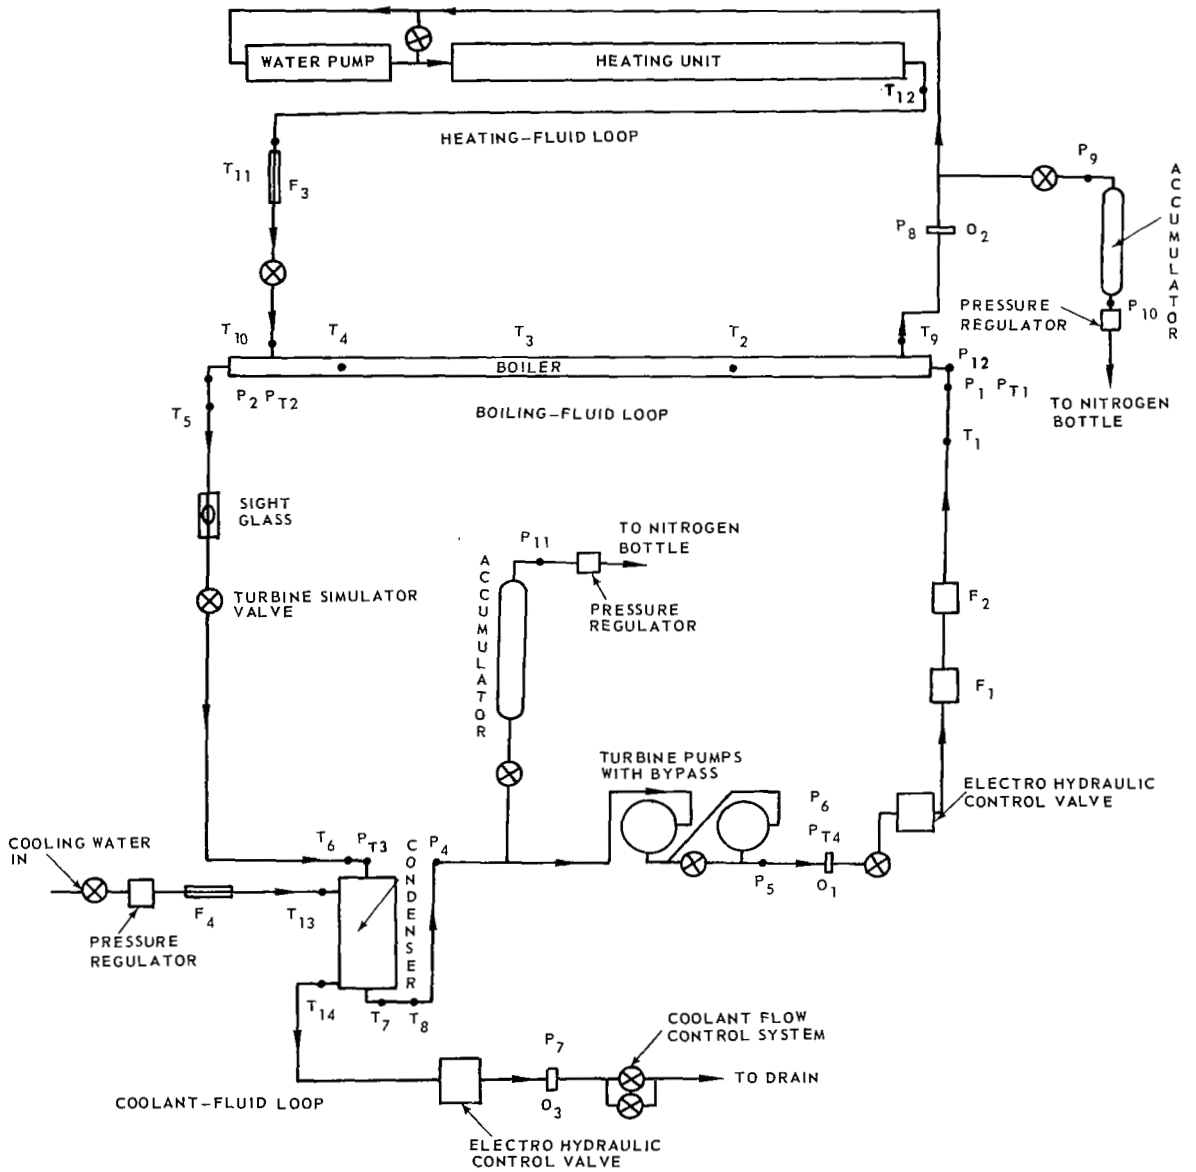 WATER PUMP
HEATING UNIT
T12
HEATING-FLUID LOOP
T11
F3
P9
ACCUMULATOR
P8
O2
P10
PRESSURE
REGULATOR
TO NITROGEN
BOTTLE
T10
T4
T3
T2
T9
BOILER
P12
P2 PT2
P1 PT1
T5
BOILING-FLUID LOOP
T1
SIGHT
GLASS
TURBINE SIMULATOR
VALVE
P11
TO NITROGEN
BOTTLE
ACCUMULATOR
PRESSURE
REGULATOR
F2
F1
TURBINE PUMPS
WITH BYPASS
P6
PT4
ELECTRO HYDRAULIC
CONTROL VALVE
P5
O1
COOLING WATER
IN
T6
PT3
CONDENSER
P4
F4
T13
PRESSURE
REGULATOR
T14
T7
T8
COOLANT FLOW
CONTROL SYSTEM
P7
TO DRAIN
O3
COOLANT-FLUID LOOP
ELECTRO HYDRAULIC
CONTROL VALVE